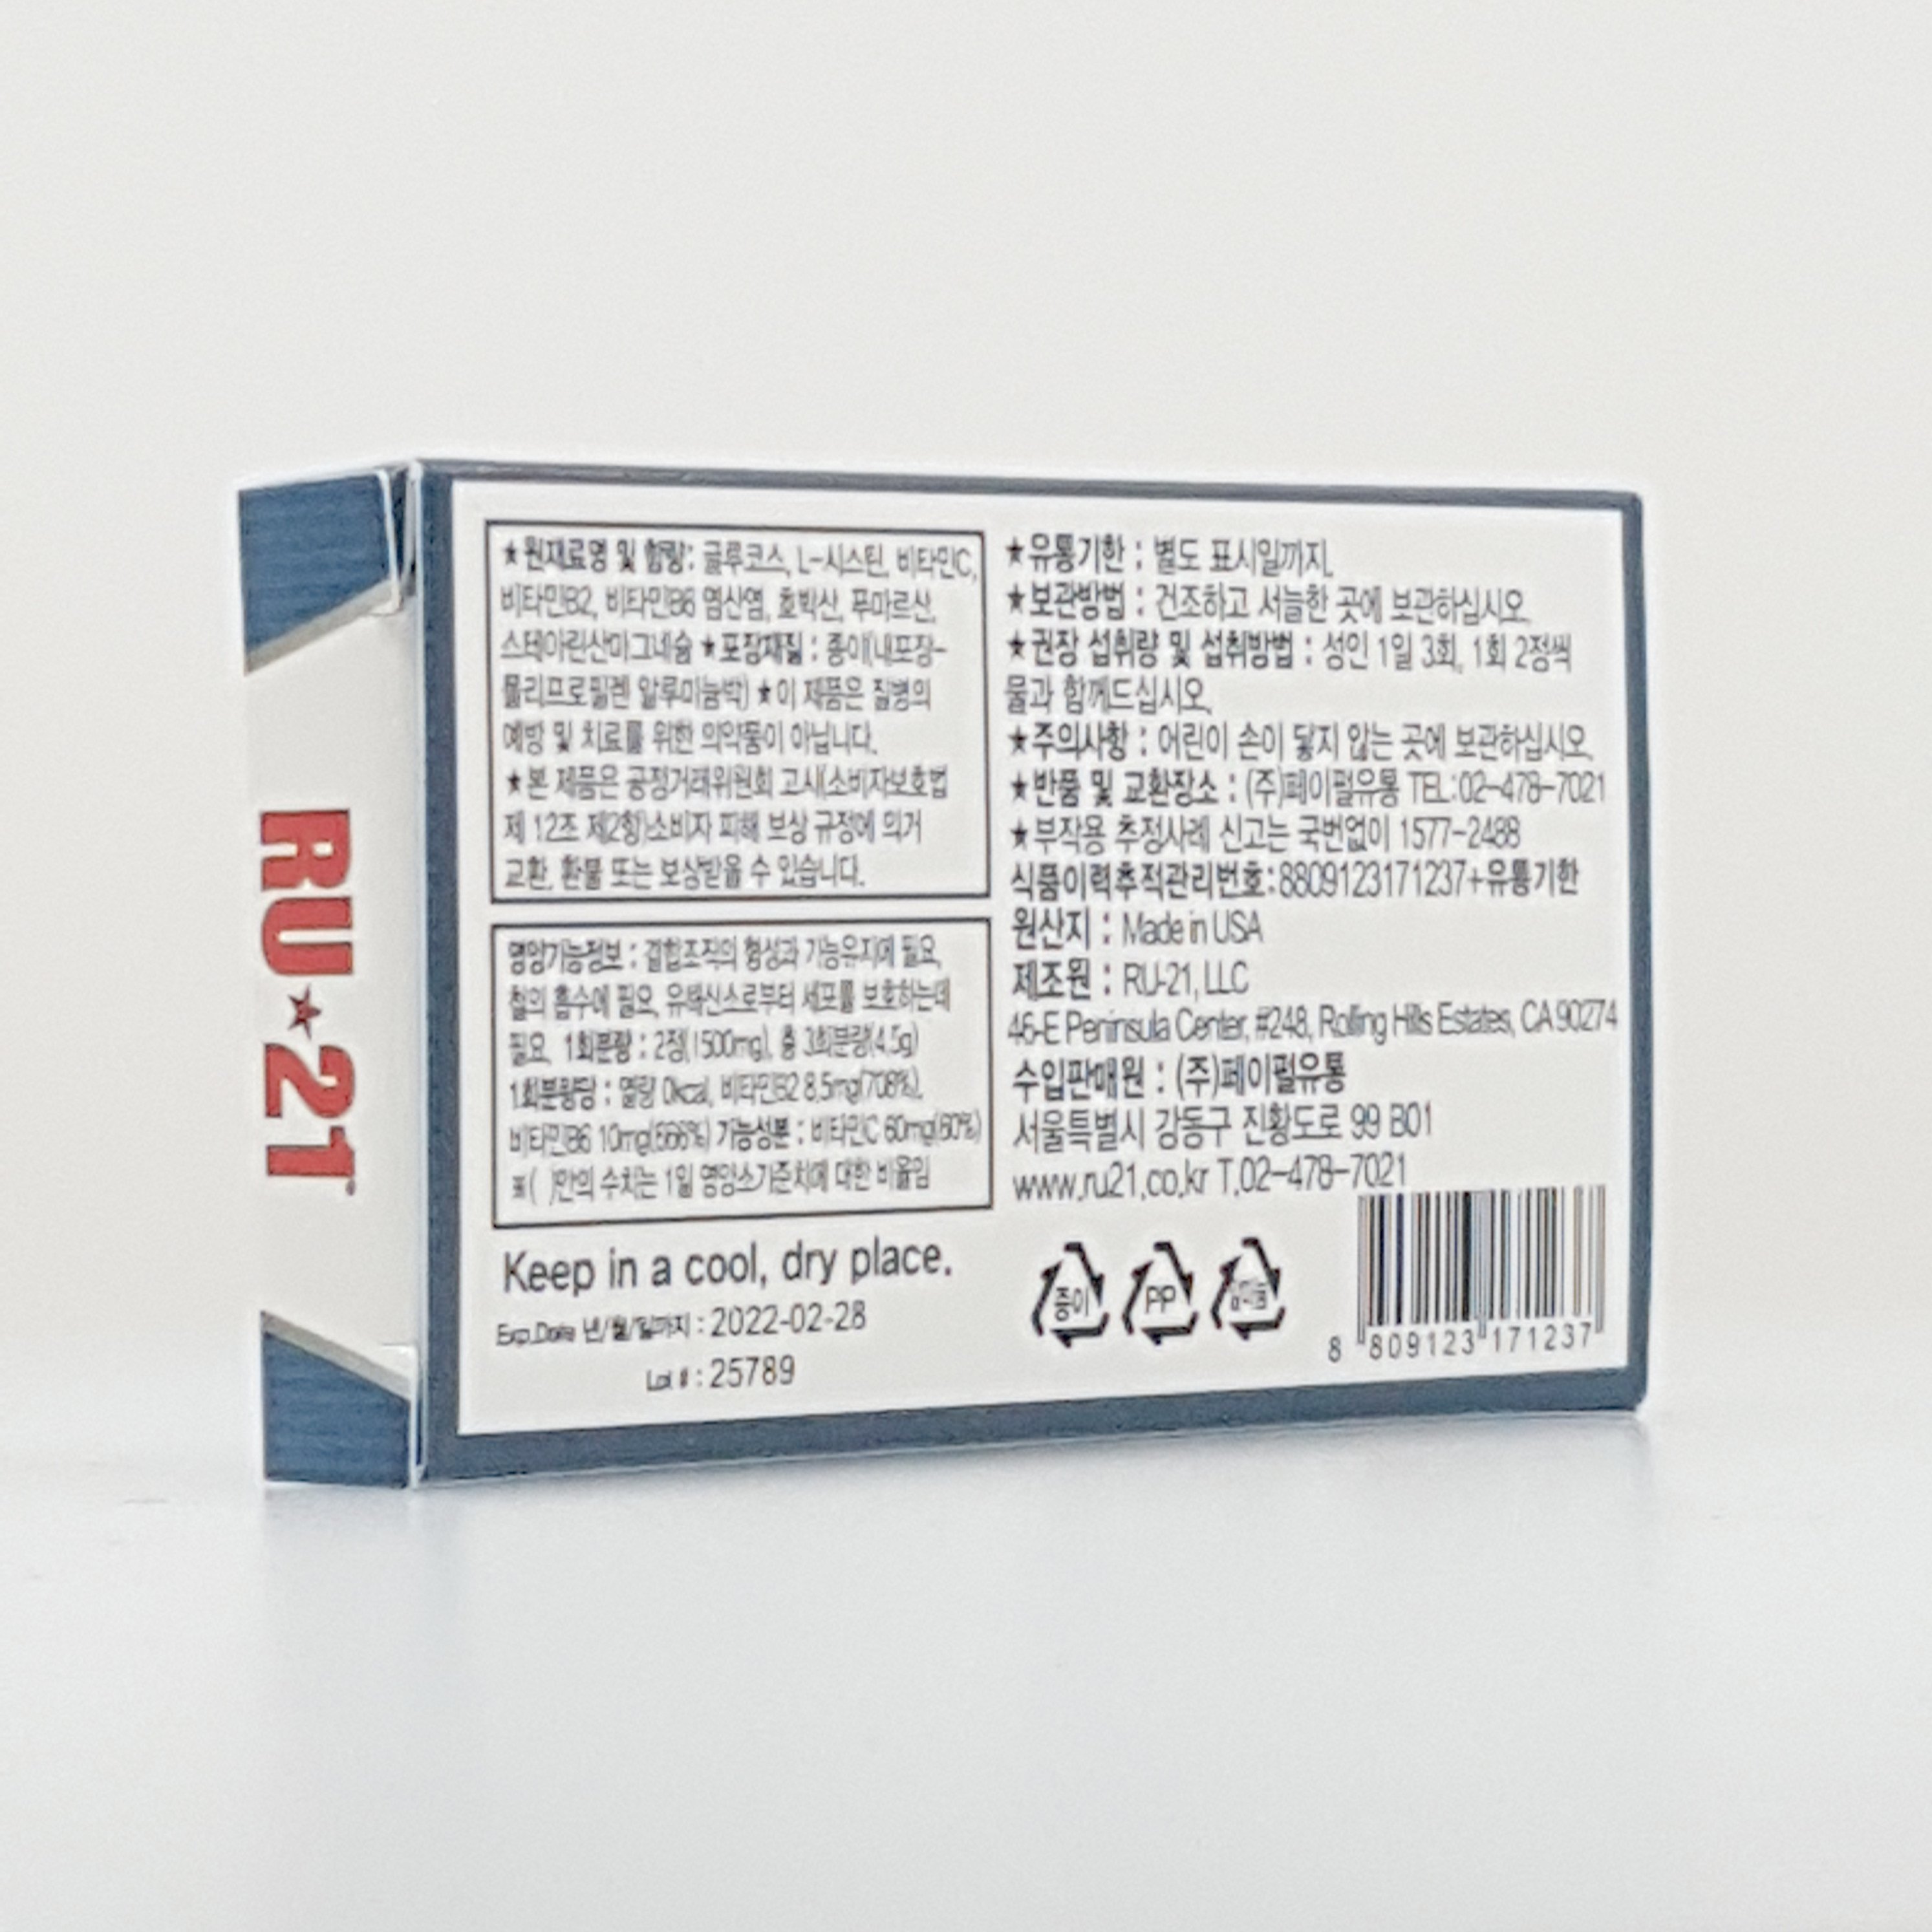 RU★21
★원재료명 및 함량: 글루코스, L-시스틴, 비타민C,
비타민B2, 비타민B6 염산염, 호박산, 푸마르산,
스테아린산마그네슘 ★포장재질 : 종이(내포장-
폴리프로필렌 알루미늄박) ★이 제품은 질병의
예방 및 치료를 위한 의약품이 아닙니다.
★본 제품은 공정거래위원회 고시(소비자보호법
제 12조 제2항)소비자 피해 보상 규정에 의거
교환, 환불 또는 보상받을 수 있습니다.
영양기능정보 : 결합조직의 형성과 기능유지에 필요,
철의 흡수에 필요, 유해산소로부터 세포를 보호하는데
필요, 1회분량 : 2정(1500mg), 총 3회분량(4.5g)
1회분량당 : 열량 0kcal, 비타민B2 8.5mg(708%),
비타민B6 10mg(666%) 기능성분 : 비타민C 60mg(60%)
※( )안의 수치는 1일 영양소기준치에 대한 비율임
Keep in a cool, dry place.
Exp.Date 년/월/일까지 : 2022-02-28
Lot # : 25789
★유통기한 : 별도 표시일까지.
★보관방법 : 건조하고 서늘한 곳에 보관하십시오.
★권장 섭취량 및 섭취방법 : 성인 1일 3회, 1회 2정씩
물과 함께드십시오.
★주의사항 : 어린이 손이 닿지 않는 곳에 보관하십시오.
★반품 및 교환장소 : (주)페이펄유통 TEL:02-478-7021
★부작용 추정사례 신고는 국번없이 1577-2488
식품이력추적관리번호:8809123171237+유통기한
원산지 : Made in USA
제조원 : RU-21, LLC
46-E Peninsula Center, #248, Rolling Hills Estates, CA 90274
수입판매원 : (주)페이펄유통
서울특별시 강동구 진황도로 99 B01
www.ru21.co.kr T.02-478-7021
종이 PP
8 809123 171237